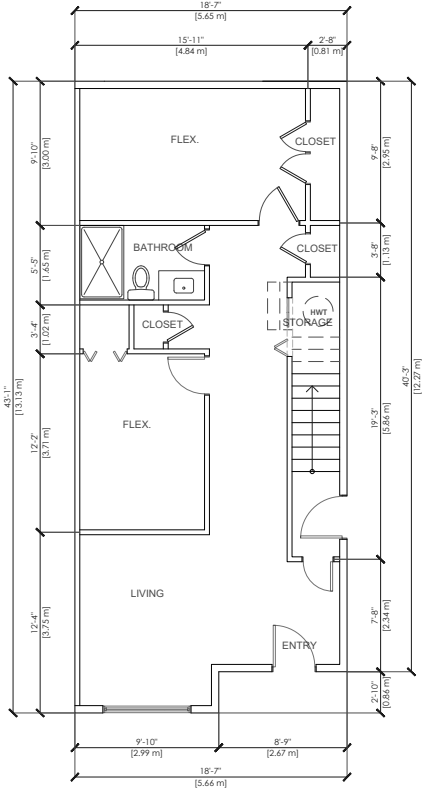 18'-7"
[5.65 m]
15'-11"
[4.84 m]
2'-8"
[0.81 m]
9'-10"
[3.00 m]
FLEX.
CLOSET
9'-8"
[2.95 m]
BATHROOM
CLOSET
5'-5"
[1.65 m]
3'-8"
[1.13 m]
3'-4"
[1.02 m]
CLOSET
HWT
STORAGE
43'-1"
[13.13 m]
40'-3"
[12.27 m]
12'-2"
[3.71 m]
FLEX.
19'-3"
[5.86 m]
LIVING
12'-4"
[3.75 m]
ENTRY
7'-8"
[2.34 m]
2'-10"
[0.86 m]
9'-10"
[2.99 m]
8'-9"
[2.67 m]
18'-7"
[5.66 m]